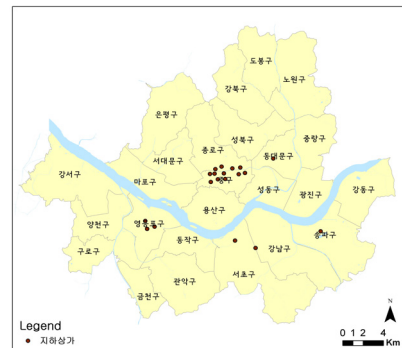 도봉구
노원구
강북구
은평구
성북구
중랑구
종로구
동대문구
서대문구
강서구
마포구
중구
성동구
광진구
강동구
용산구
양천구
영등포구
동작구
송파구
강남구
구로구
서초구
관악구
금천구
N
Legend
지하상가
0 1 2 4
Km